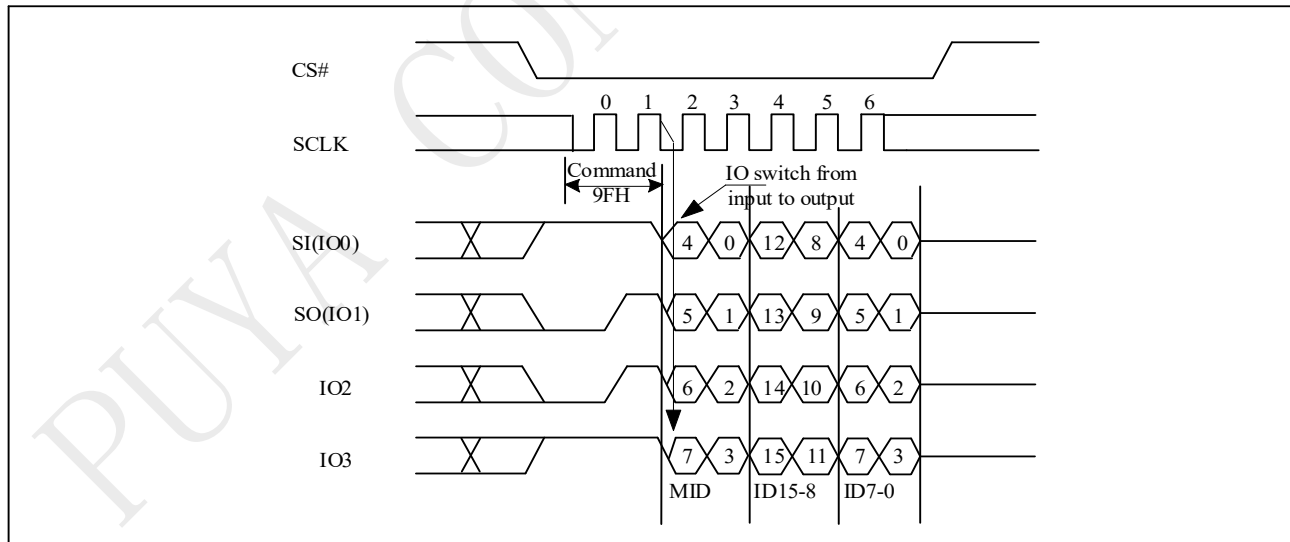 PUYA CON
CS#
0 1 2 3 4 5 6
SCLK
Command
9FH
IO switch from
input to output
SI(IO0)
4 0 12 8 4 0
SO(IO1)
5 1 13 9 5 1
IO2
6 2 14 10 6 2
IO3
7 3 15 11 7 3
MID ID15-8 ID7-0